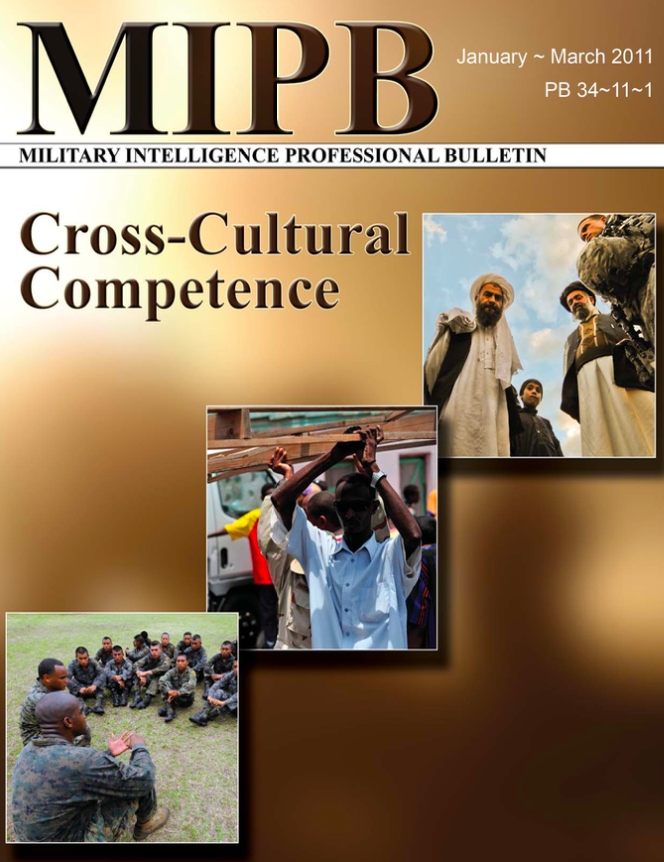 MIPB
January ~ March 2011
PB 34~11~1
MILITARY INTELLIGENCE PROFESSIONAL BULLETIN
Cross-Cultural
Competence